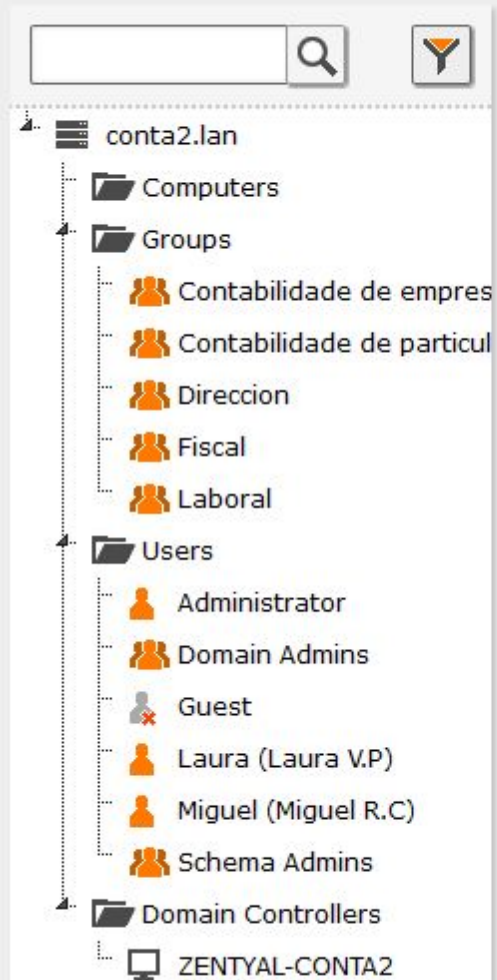 conta2.lan
Computers
Groups
Contabilidade de empres
Contabilidade de particul
Direccion
Fiscal
Laboral
Users
Administrator
Domain Admins
Guest
Laura (Laura V.P)
Miguel (Miguel R.C)
Schema Admins
Domain Controllers
ZENTYAL-CONTA2